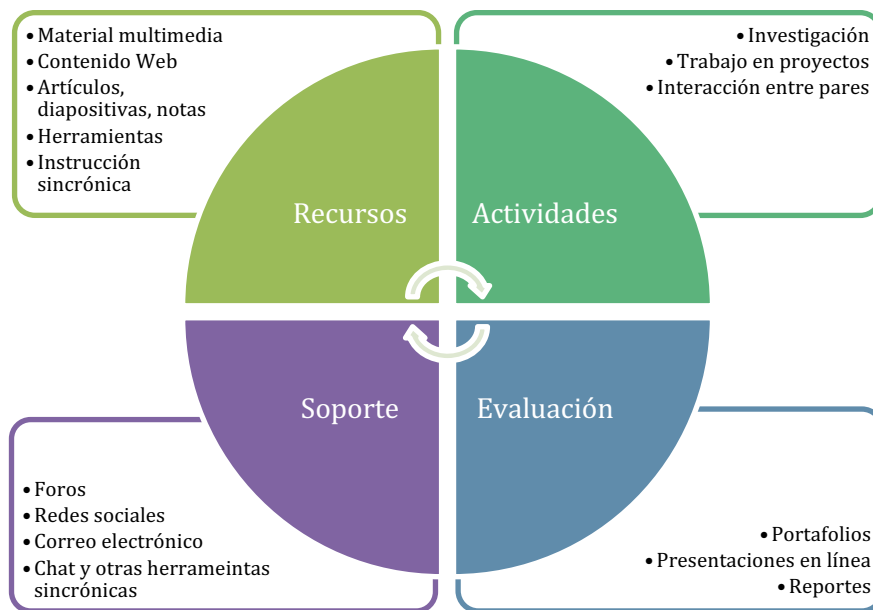 • Material multimedia
• Contenido Web
• Artículos,
diapositivas, notas
• Herramientas
• Instrucción
sincrónica
• Investigación
• Trabajo en proyectos
• Interacción entre pares
Recursos
Actividades
Soporte
Evaluación
• Foros
• Redes sociales
• Correo electrónico
• Chat y otras herrameintas
sincrónicas
• Portafolios
• Presentaciones en línea
• Reportes